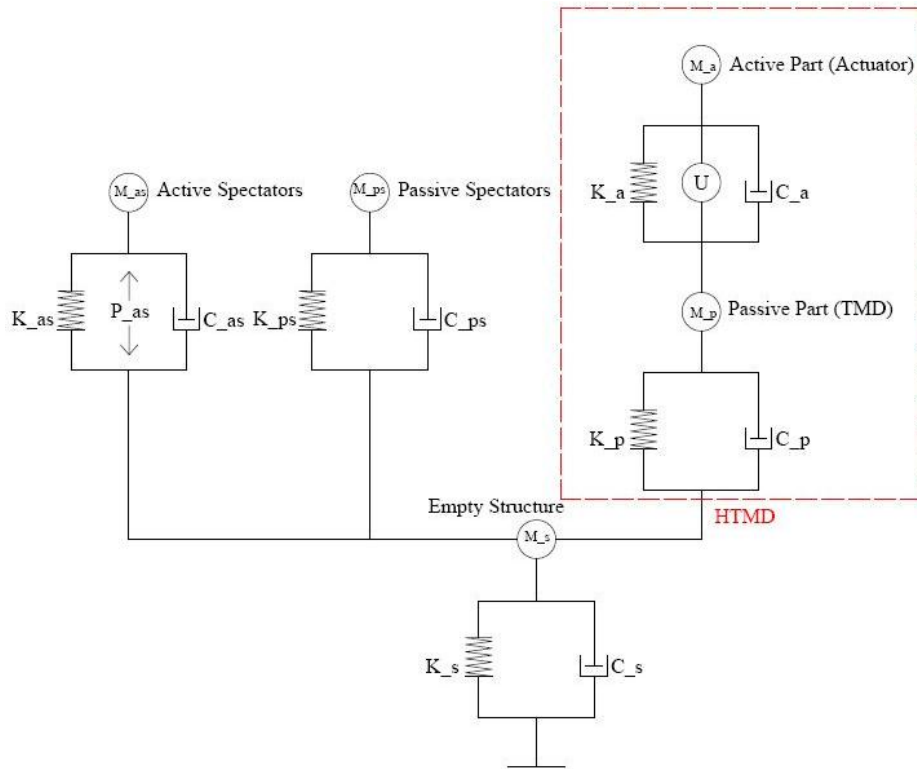 M_a
Active Part (Actuator)
K_a
U
C_a
M_as
Active Spectators
M_ps
Passive Spectators
K_as
P_as
C_as
K_ps
C_ps
M_p
Passive Part (TMD)
K_p
C_p
HTMD
Empty Structure
M_s
K_s
C_s